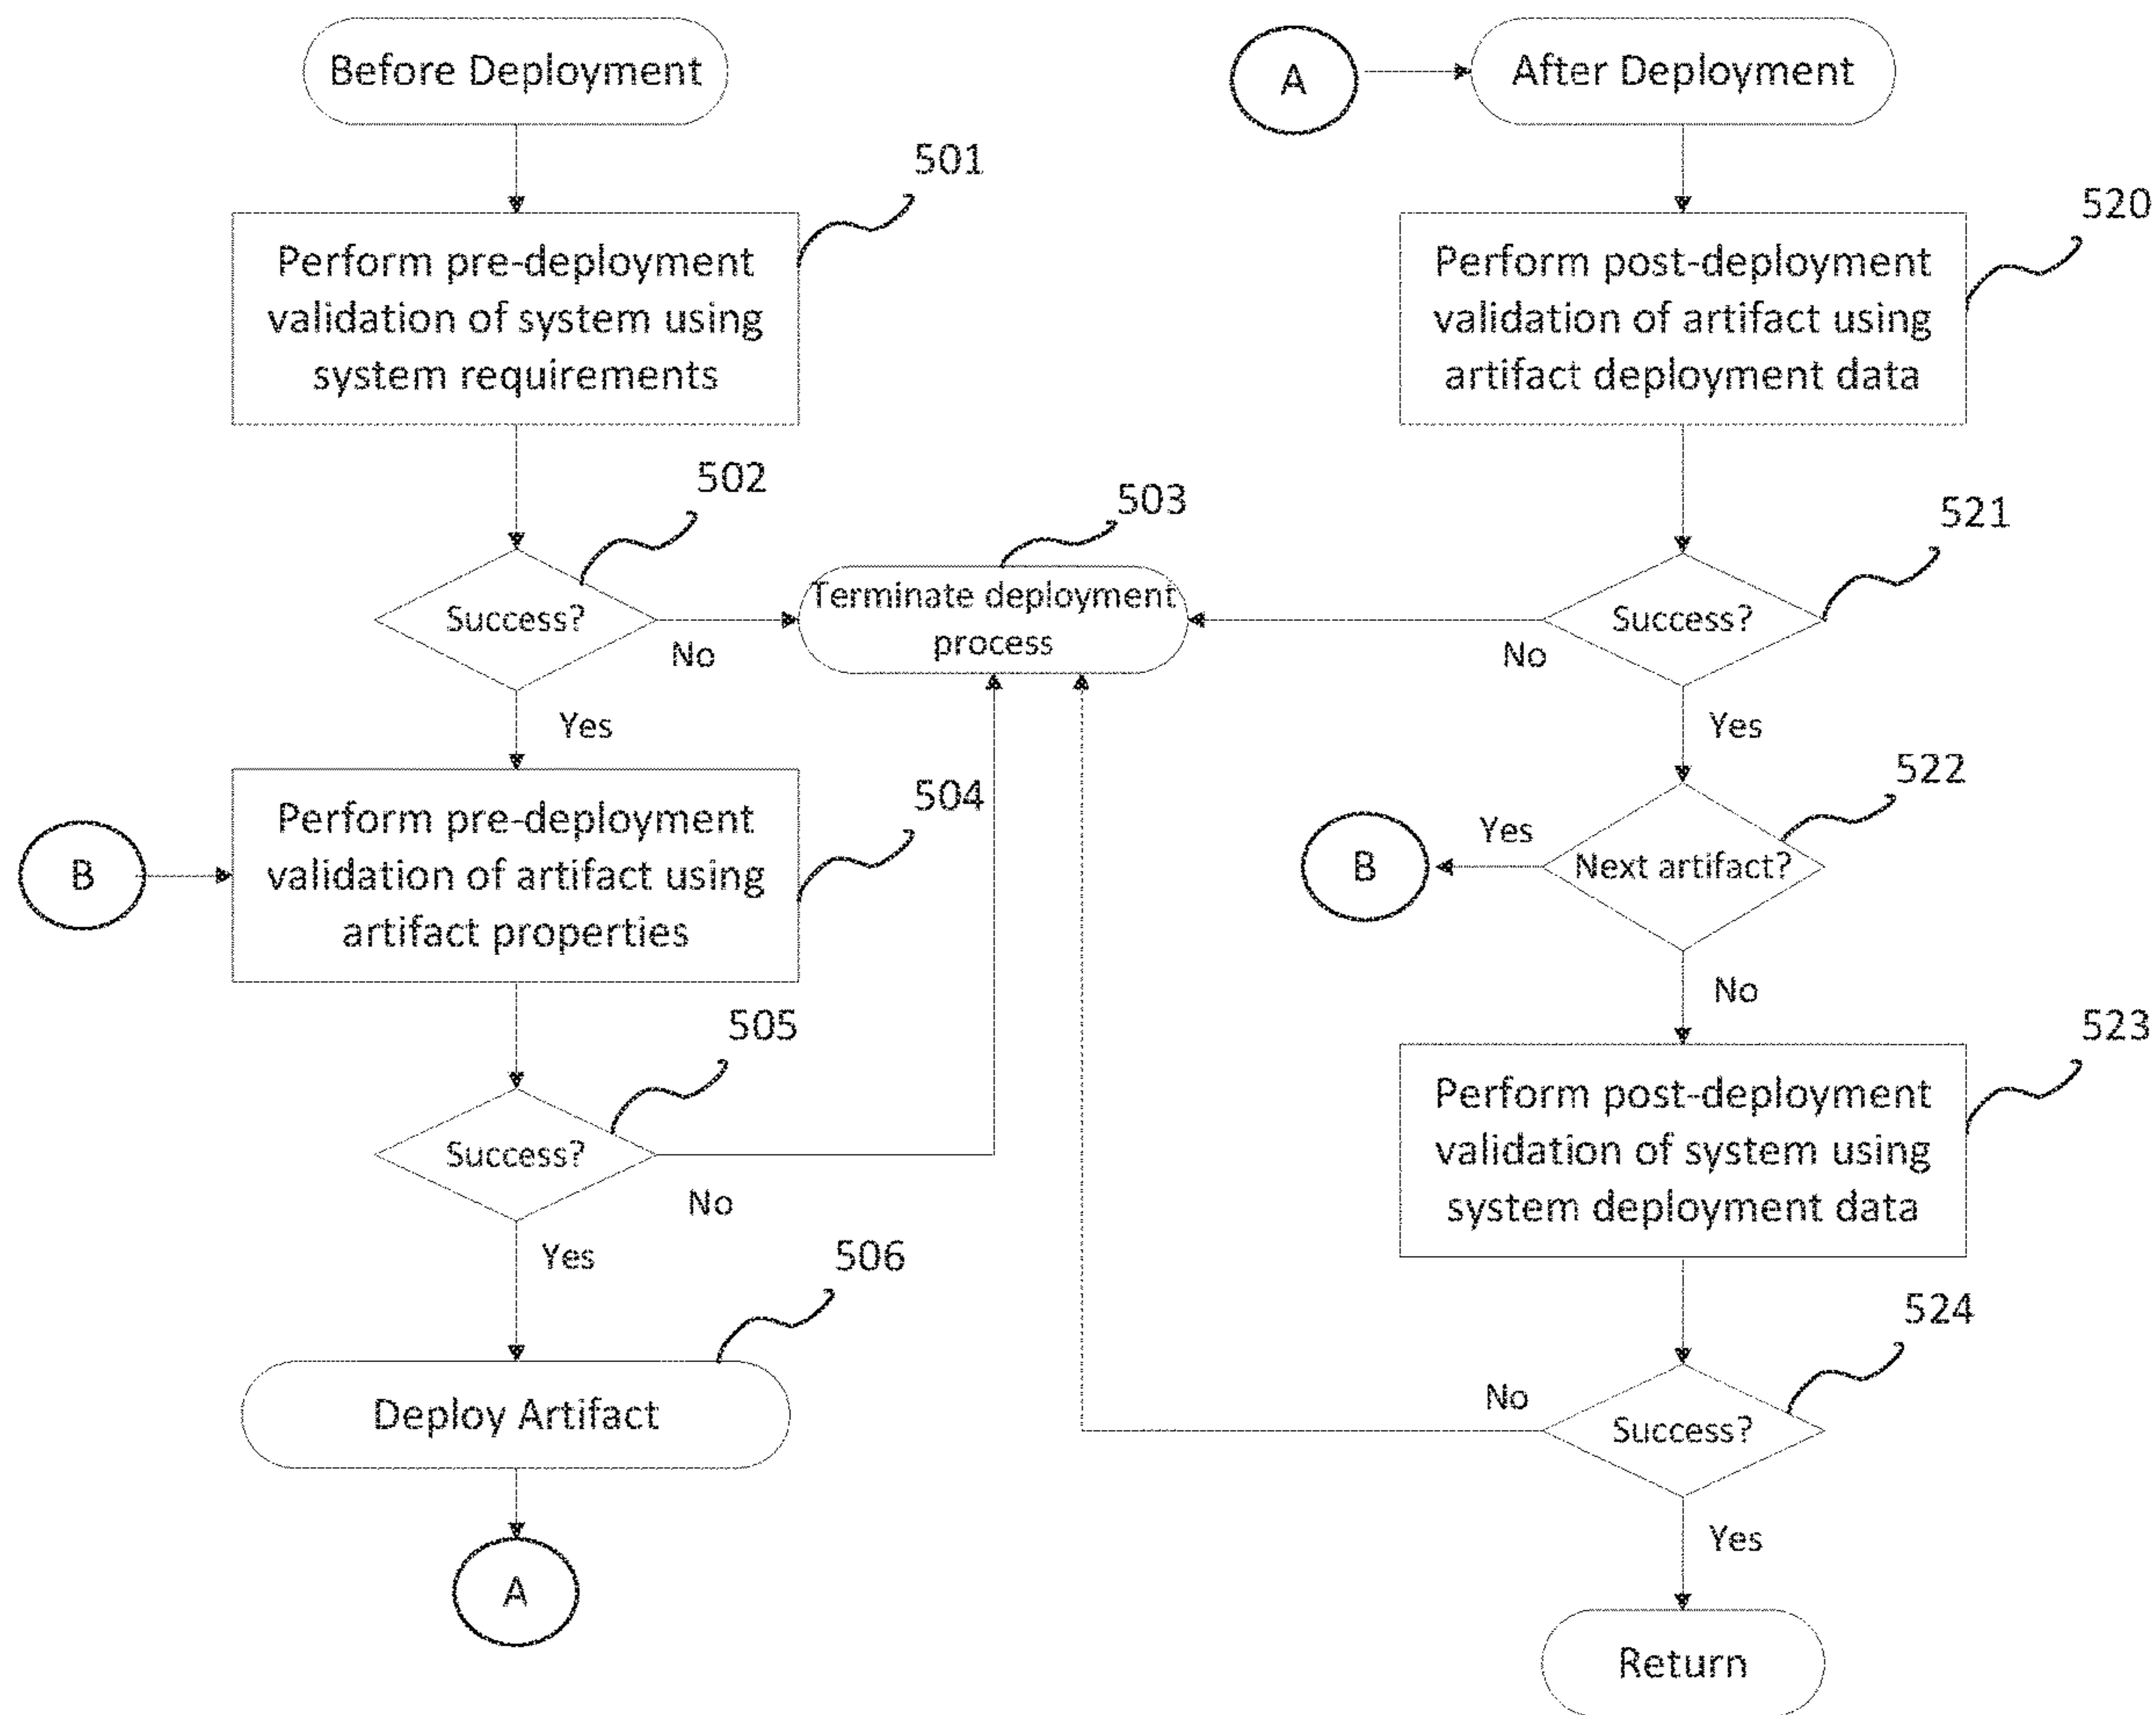 Before Deployment
501
Perform pre-deployment
validation of system using
system requirements
502
Success?
No
Yes
503
Terminate deployment
process
B
504
Perform pre-deployment
validation of artifact using
artifact properties
505
Success?
No
Yes
506
Deploy Artifact
A
A
After Deployment
520
Perform post-deployment
validation of artifact using
artifact deployment data
521
Success?
No
Yes
522
Next artifact?
Yes
B
No
523
Perform post-deployment
validation of system using
system deployment data
524
Success?
No
Yes
Return